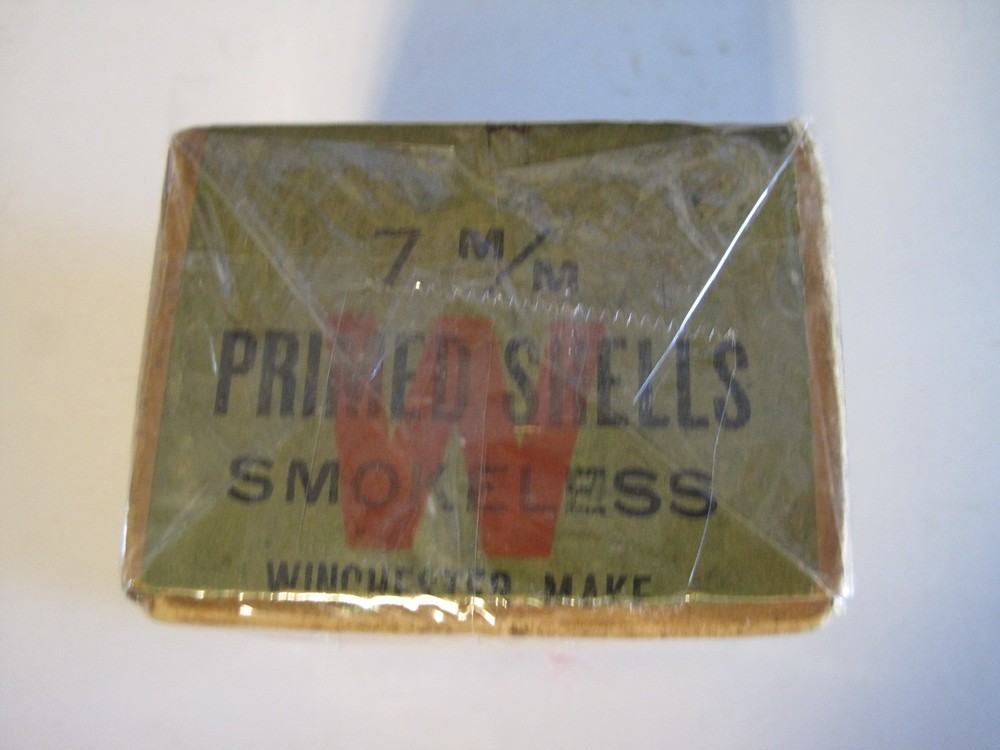 7 M/M
PRIMED SHELLS
W
SMOKELESS
WINCHESTER MAKE